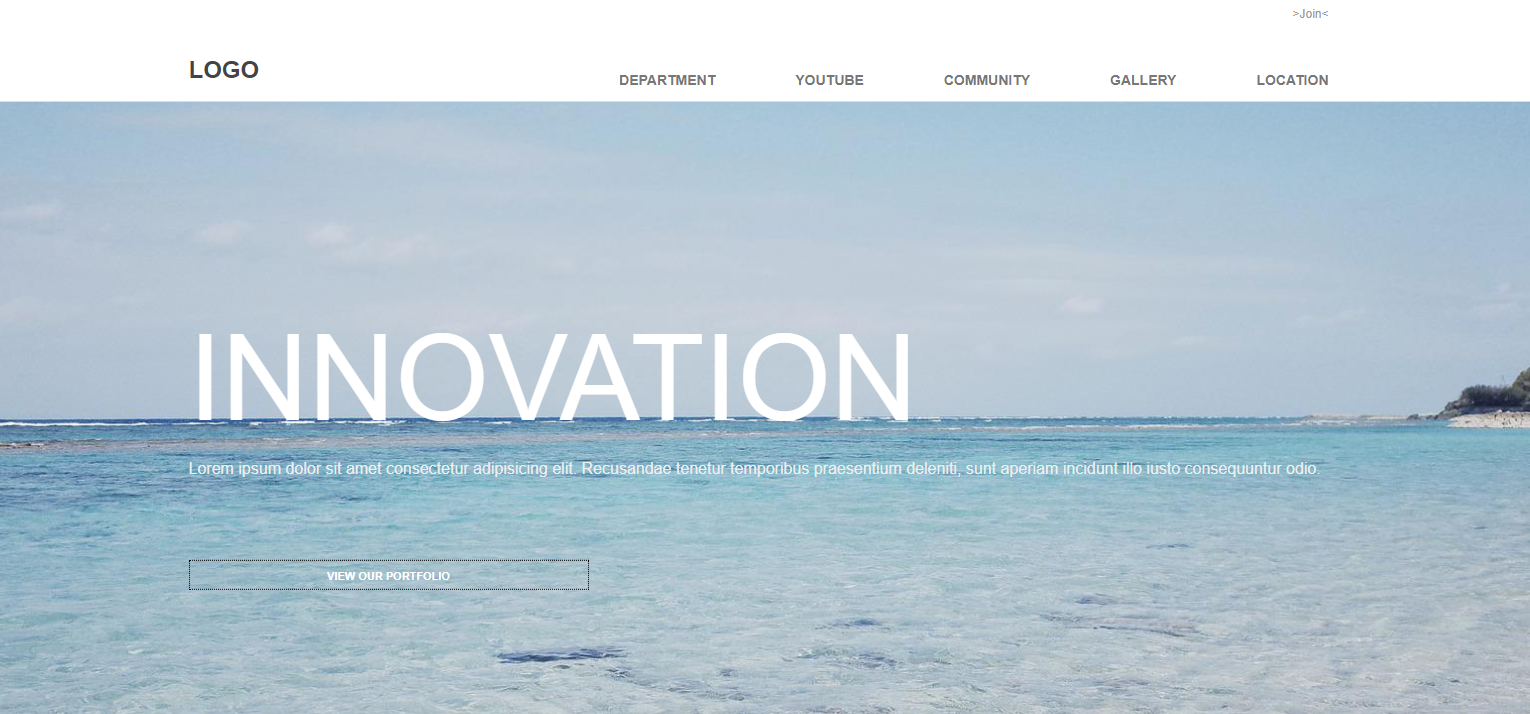 >Join<
LOGO
DEPARTMENT YOUTUBE COMMUNITY GALLERY LOCATION
INNOVATION
Lorem ipsum dolor sit amet consectetur adipisicing elit. Recusandae tenetur temporibus praesentium deleniti, sunt aperiam incidunt illo iusto consequuntur odio.
VIEW OUR PORTFOLIO